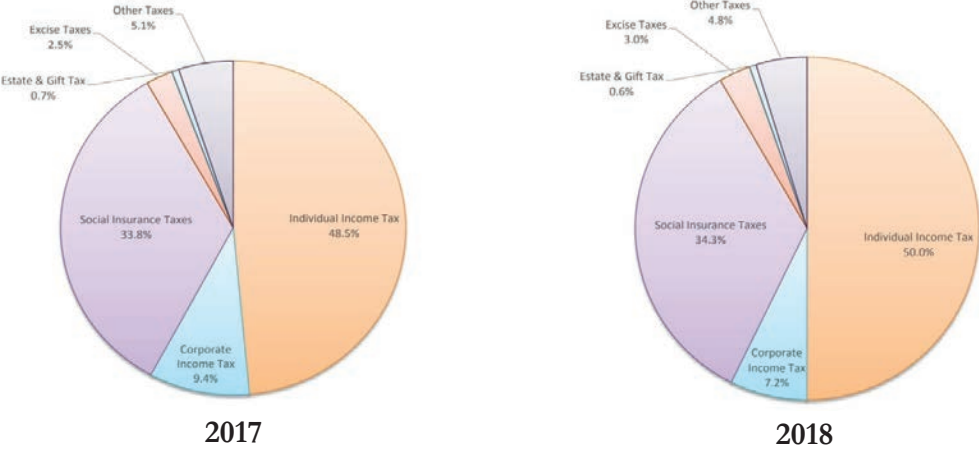 Other Taxes
5.1%
Excise Taxes
2.5%
Estate & Gift Tax
0.7%
Social Insurance Taxes
33.8%
Individual Income Tax
48.5%
Corporate
Income Tax
9.4%
2017
Other Taxes
4.8%
Excise Taxes
3.0%
Estate & Gift Tax
0.6%
Social Insurance Taxes
34.3%
Individual Income Tax
50.0%
Corporate
Income Tax
7.2%
2018